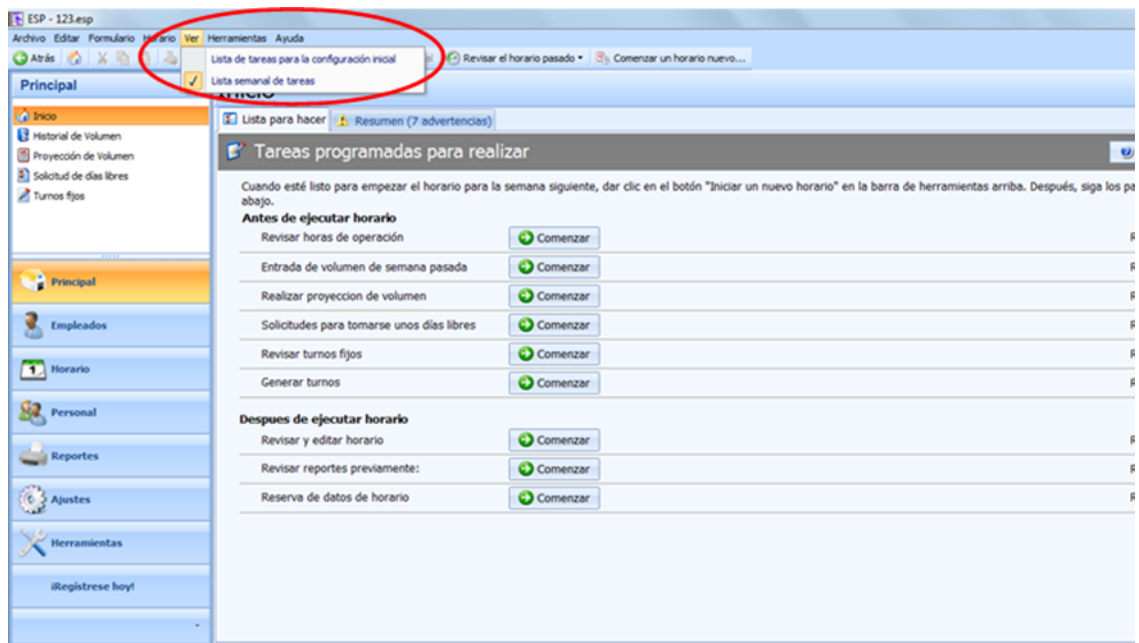 ESP - 123.esp
Archivo Editar Formulario Horario Ver Herramientas Ayuda
Atrás Revisar el horario pasado Comenzar un horario nuevo...
Lista de tareas para la configuración inicial
Lista semanal de tareas
Principal
Inicio
Inicio
Historial de Volumen
Proyección de Volumen
Solicitud de días libres
Turnos fijos
Lista para hacer Resumen (7 advertencias)
Tareas programadas para realizar
Cuando esté listo para empezar el horario para la semana siguiente, dar clic en el botón "Iniciar un nuevo horario" en la barra de herramientas arriba. Después, siga los pa
abajo.
Antes de ejecutar horario
Revisar horas de operación Comenzar R
Entrada de volumen de semana pasada Comenzar R
Realizar proyeccion de volumen Comenzar R
Solicitudes para tomarse unos días libres Comenzar R
Revisar turnos fijos Comenzar R
Generar turnos Comenzar R
Despues de ejecutar horario
Revisar y editar horario Comenzar R
Revisar reportes previamente: Comenzar R
Reserva de datos de horario Comenzar R
Principal
Empleados
1 Horario
Personal
Reportes
Ajustes
Herramientas
¡Regístrese hoy!